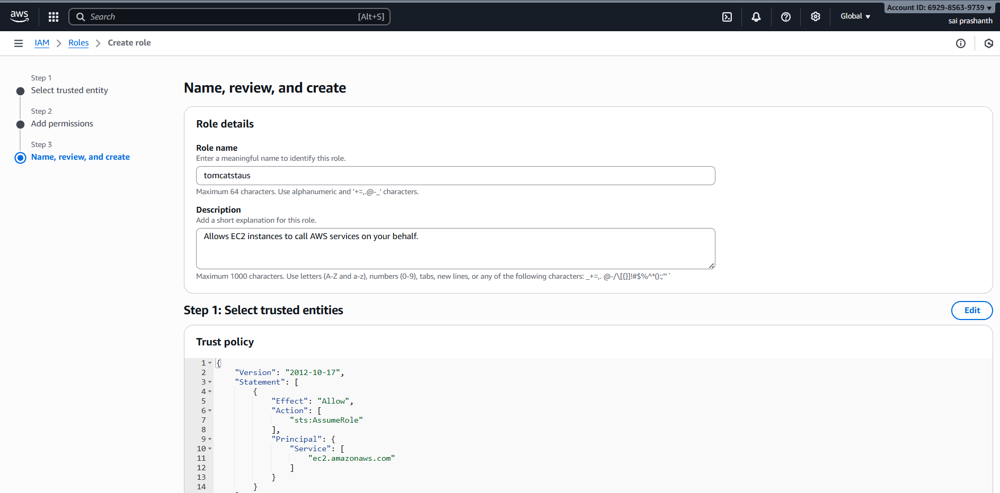 aws
Search
[Alt+S]
Global
Account ID: 6929-8563-9739
sai prashanth
IAM
Roles
Create role
Step 1
Select trusted entity
Step 2
Add permissions
Step 3
Name, review, and create
Name, review, and create
Role details
Role name
Enter a meaningful name to identify this role.
tomcatstaus
Maximum 64 characters. Use alphanumeric and '+=,.@-_' characters.
Description
Add a short explanation for this role.
Allows EC2 instances to call AWS services on your behalf.
Maximum 1000 characters. Use letters (A-Z and a-z), numbers (0-9), tabs, new lines, or any of the following characters: _+=,. @-/\[{}]!#$%^*();:"'`
Step 1: Select trusted entities
Edit
Trust policy
1 {
2     "Version": "2012-10-17",
3     "Statement": [
4         {
5             "Effect": "Allow",
6             "Action": [
7                 "sts:AssumeRole"
8             ],
9             "Principal": {
10                 "Service": [
11                     "ec2.amazonaws.com"
12                 ]
13             }
14         }